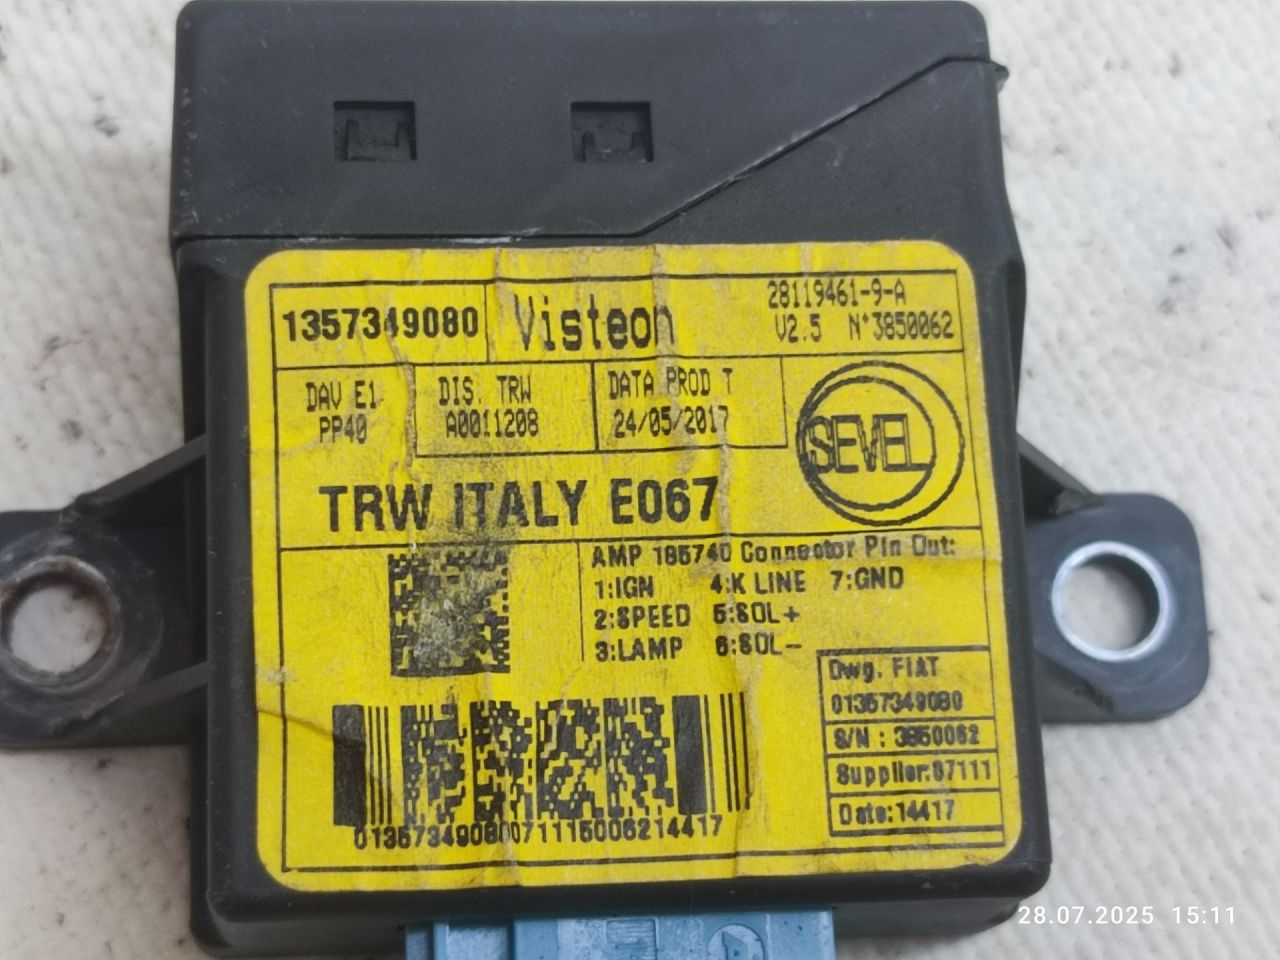 1357349080 Visteon 28119461-9-A
V2.5 N°3850062
DAV E1 DIS. TRW DATA PROD T
PP40 A0011208 24/05/2017
SEVEL
TRW ITALY E067
AMP 185740 Connector Pin Out:
1:IGN 4:K LINE 7:GND
2:SPEED 5:SOL+
3:LAMP 6:SOL-
Dwg. FIAT
01357349080
S/N : 3850062
Supplier:07111
Date:14417
28.07.2025 15:11